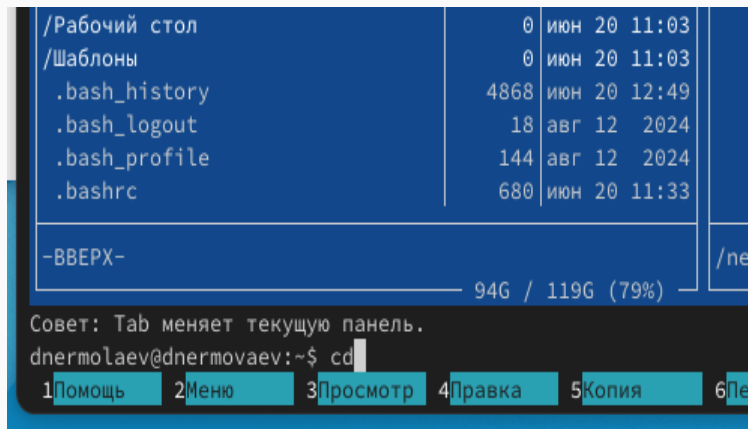 /Рабочий стол 0 июн 20 11:03
/Шаблоны 0 июн 20 11:03
.bash_history 4868 июн 20 12:49
.bash_logout 18 авг 12 2024
.bash_profile 144 авг 12 2024
.bashrc 680 июн 20 11:33
-ВВЕРХ- /ne
94G / 119G (79%)
Совет: Tab меняет текущую панель.
dnermolaev@dnermovaev:~$ cd
1Помощь 2Меню 3Просмотр 4Правка 5Копия 6Пе